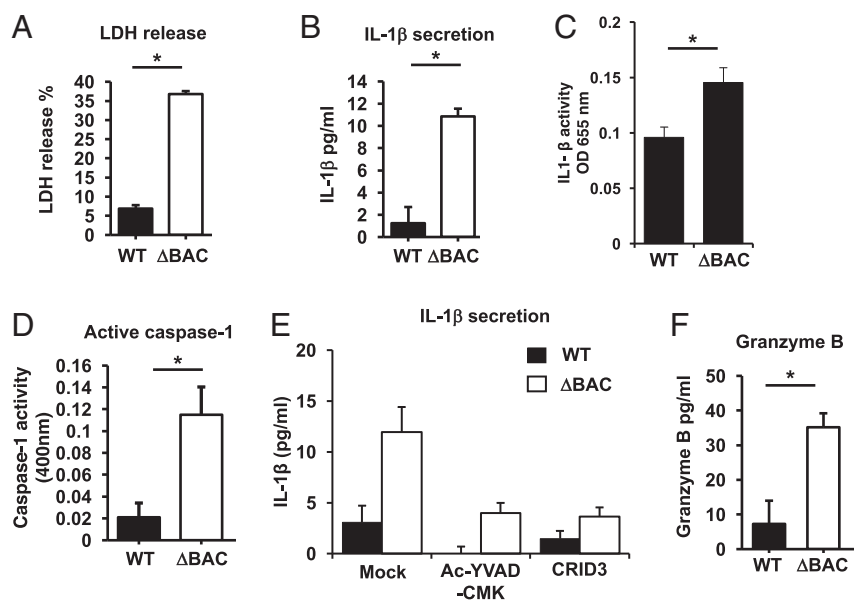 A
LDH release
*
LDH release %
40
35
30
25
20
15
10
5
0
WT ΔBAC
B
IL-1β secretion
*
IL-1β pg/ml
14
12
10
8
6
4
2
0
WT ΔBAC
C
*
IL1- β activity
OD 655 nm
0.15
0.1
0.05
0
WT ΔBAC
D
Active caspase-1
*
Caspase-1 activity
(400nm)
0.16
0.14
0.12
0.1
0.08
0.06
0.04
0.02
0
WT ΔBAC
E
IL-1β secretion
WT
ΔBAC
IL-1β (pg/ml)
20
15
10
5
0
Mock Ac-YVAD CRID3
-CMK
F
Granzyme B
*
Granzyme B pg/ml
50
40
30
20
10
0
WT ΔBAC